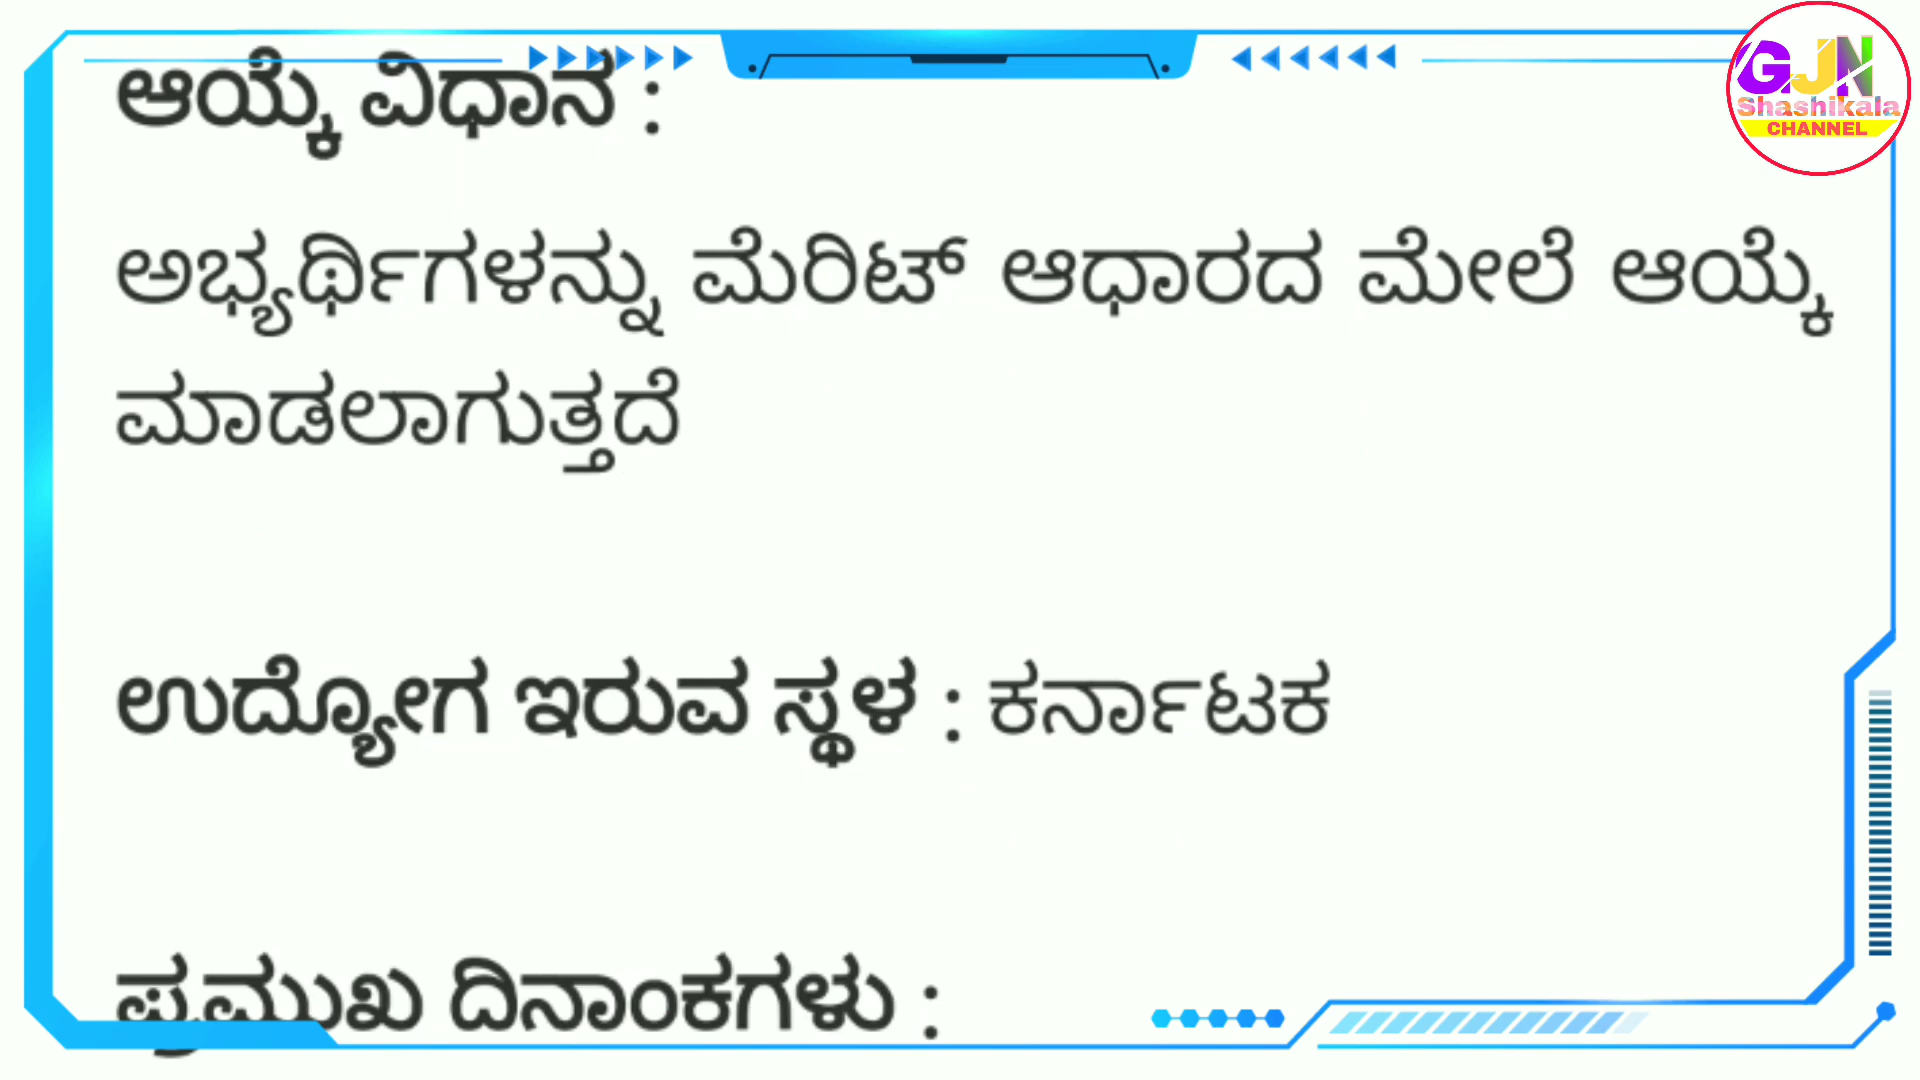 GJN
Shashikala
CHANNEL
ಆಯ್ಕೆ ವಿಧಾನ :
ಅಭ್ಯರ್ಥಿಗಳನ್ನು ಮೆರಿಟ್ ಆಧಾರದ ಮೇಲೆ ಆಯ್ಕೆ
ಮಾಡಲಾಗುತ್ತದೆ
ಉದ್ಯೋಗ ಇರುವ ಸ್ಥಳ : ಕರ್ನಾಟಕ
ಪ್ರಮುಖ ದಿನಾಂಕಗಳು :